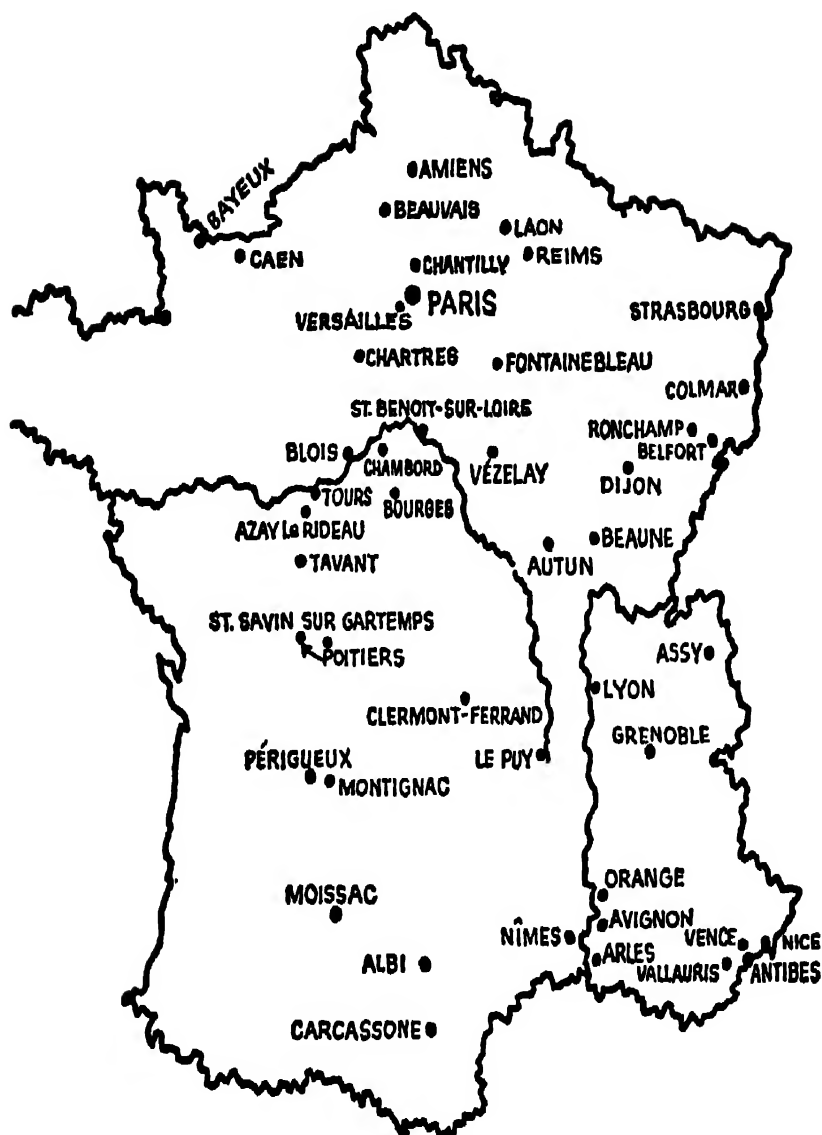 AMIENS
BAYEUX
BEAUVAIS
LAON
CAEN
REIMS
CHANTILLY
PARIS
VERSAILLES
STRASBOURG
CHARTRES
FONTAINEBLEAU
COLMAR
ST. BENOIT-SUR-LOIRE
RONCHAMP
BELFORT
BLOIS
CHAMBORD
VÉZELAY
DIJON
TOURS
BOURGES
AZAY Le RIDEAU
BEAUNE
AUTUN
TAVANT
ST. SAVIN SUR GARTEMPS
POITIERS
ASSY
LYON
CLERMONT-FERRAND
GRENOBLE
PÉRIGUEUX
LE PUY
MONTIGNAC
ORANGE
MOISSAC
AVIGNON
NÎMES
VENCE
NICE
ARLES
ALBI
VALLAURIS
ANTIBES
CARCASSONE